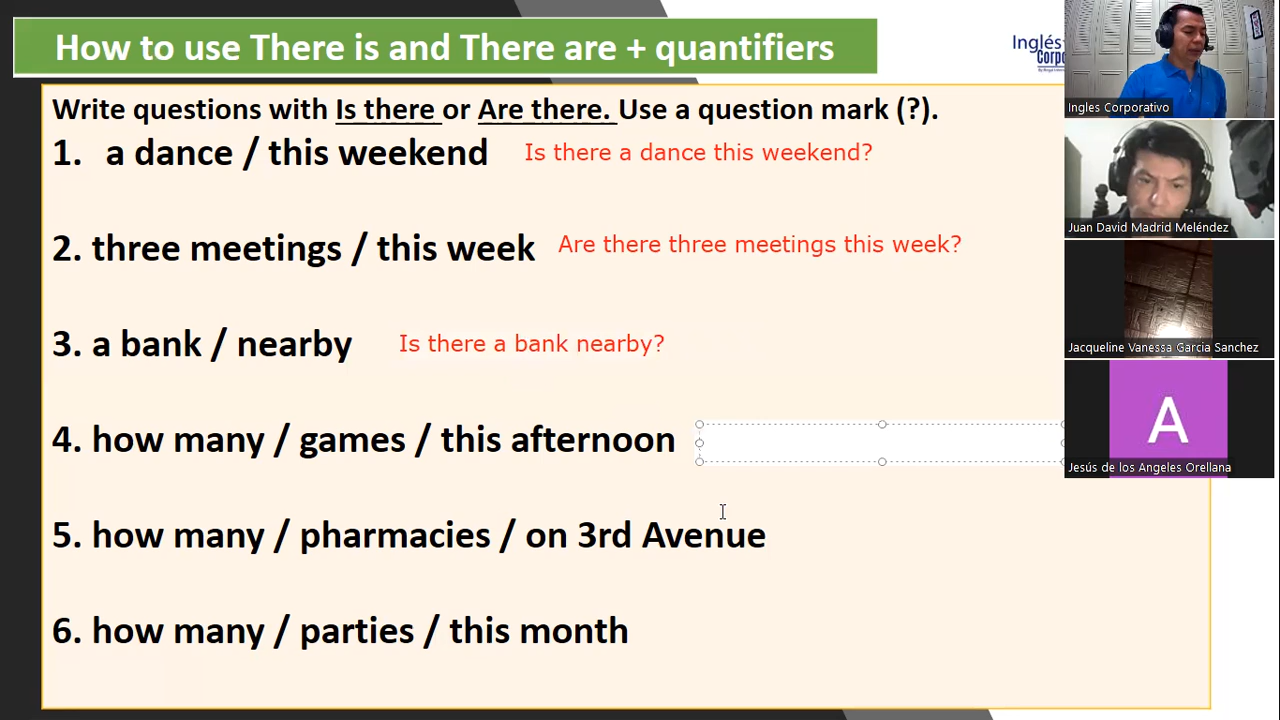 How to use There is and There are + quantifiers
Inglés
Corpo
Write questions with Is there or Are there. Use a question mark (?).
1. a dance / this weekend Is there a dance this weekend?
2. three meetings / this week Are there three meetings this week?
3. a bank / nearby Is there a bank nearby?
4. how many / games / this afternoon
5. how many / pharmacies / on 3rd Avenue
6. how many / parties / this month
Ingles Corporativo
Juan David Madrid Meléndez
Jacqueline Vanessa Garcia Sanchez
A
Jesús de los Angeles Orellana